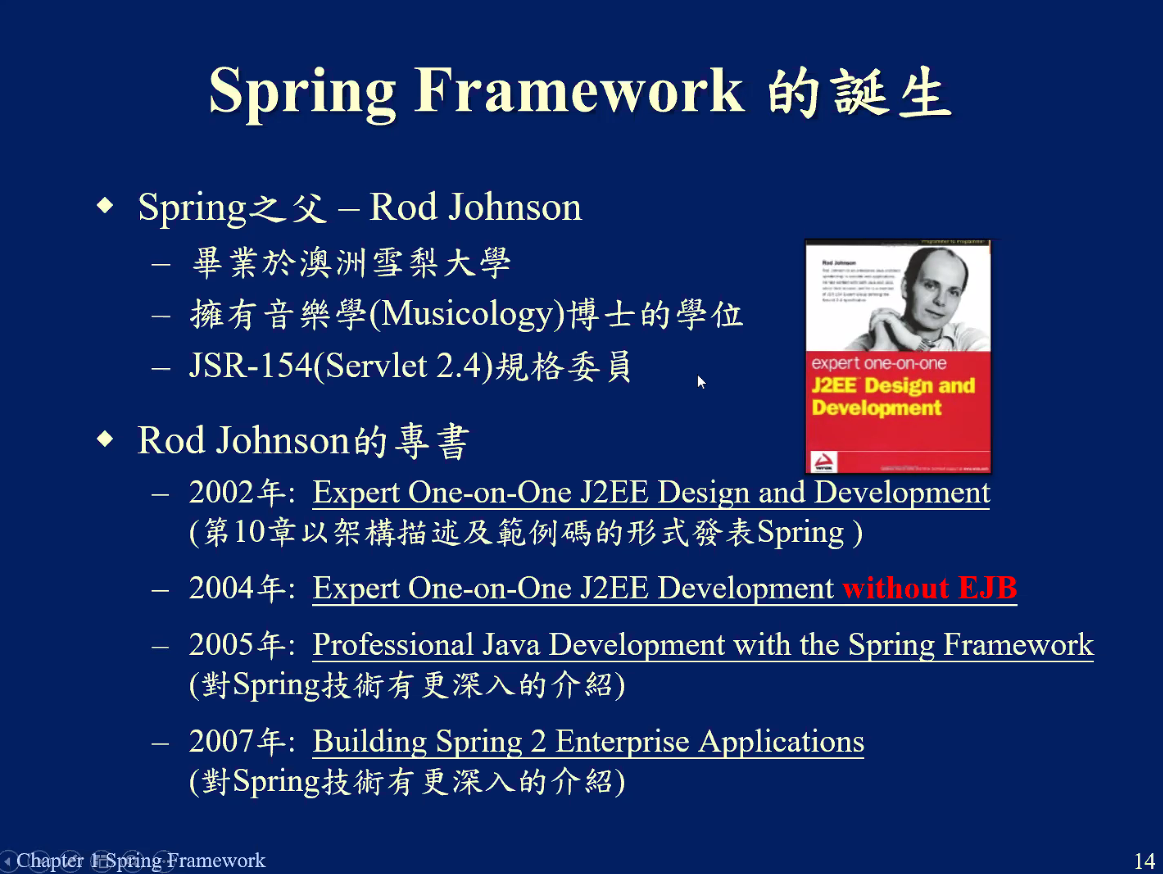 Spring Framework 的誕生
◆ Spring之父 – Rod Johnson
– 畢業於澳洲雪梨大學
– 擁有音樂學(Musicology)博士的學位
– JSR-154(Servlet 2.4)規格委員
Rod Johnson
expert one-on-one
J2EE™ Design and
Development
◆ Rod Johnson的專書
– 2002年: Expert One-on-One J2EE Design and Development
(第10章以架構描述及範例碼的形式發表Spring )
– 2004年: Expert One-on-One J2EE Development without EJB
– 2005年: Professional Java Development with the Spring Framework
(對Spring技術有更深入的介紹)
– 2007年: Building Spring 2 Enterprise Applications
(對Spring技術有更深入的介紹)
Chapter 1 Spring Framework
14